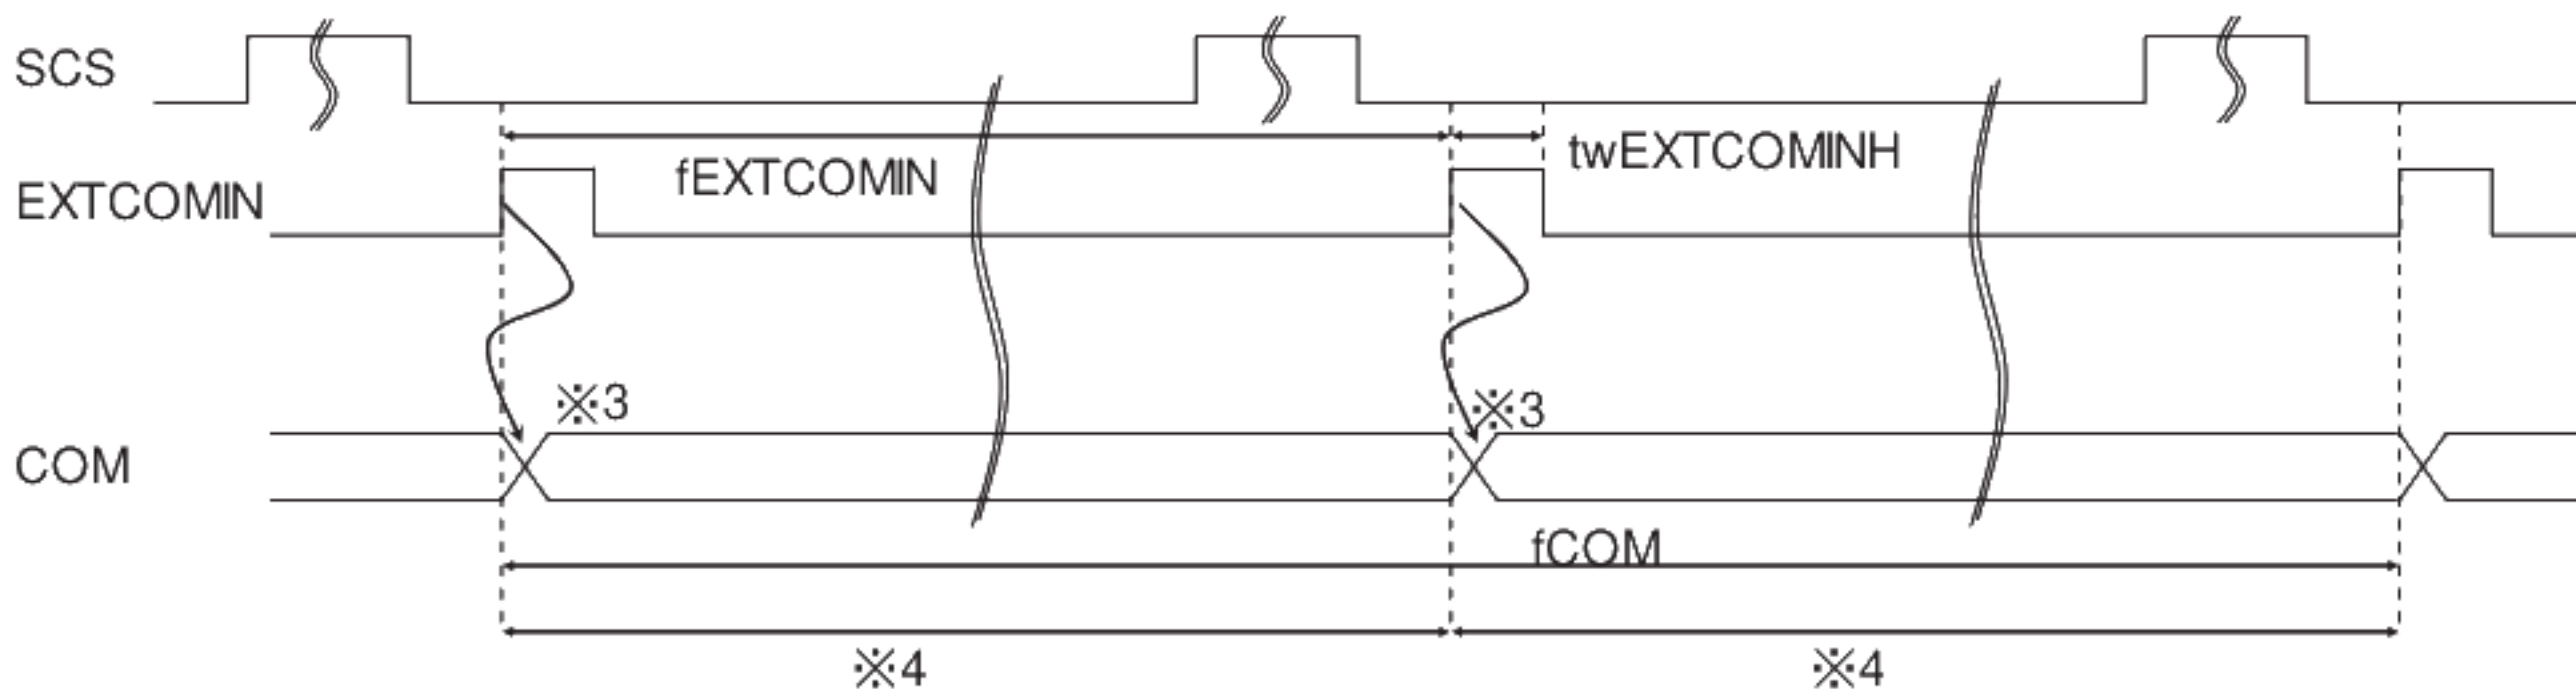 SCS
fEXTCOMIN
twEXTCOMINH
EXTCOMIN
※3
※3
COM
fCOM
※4
※4